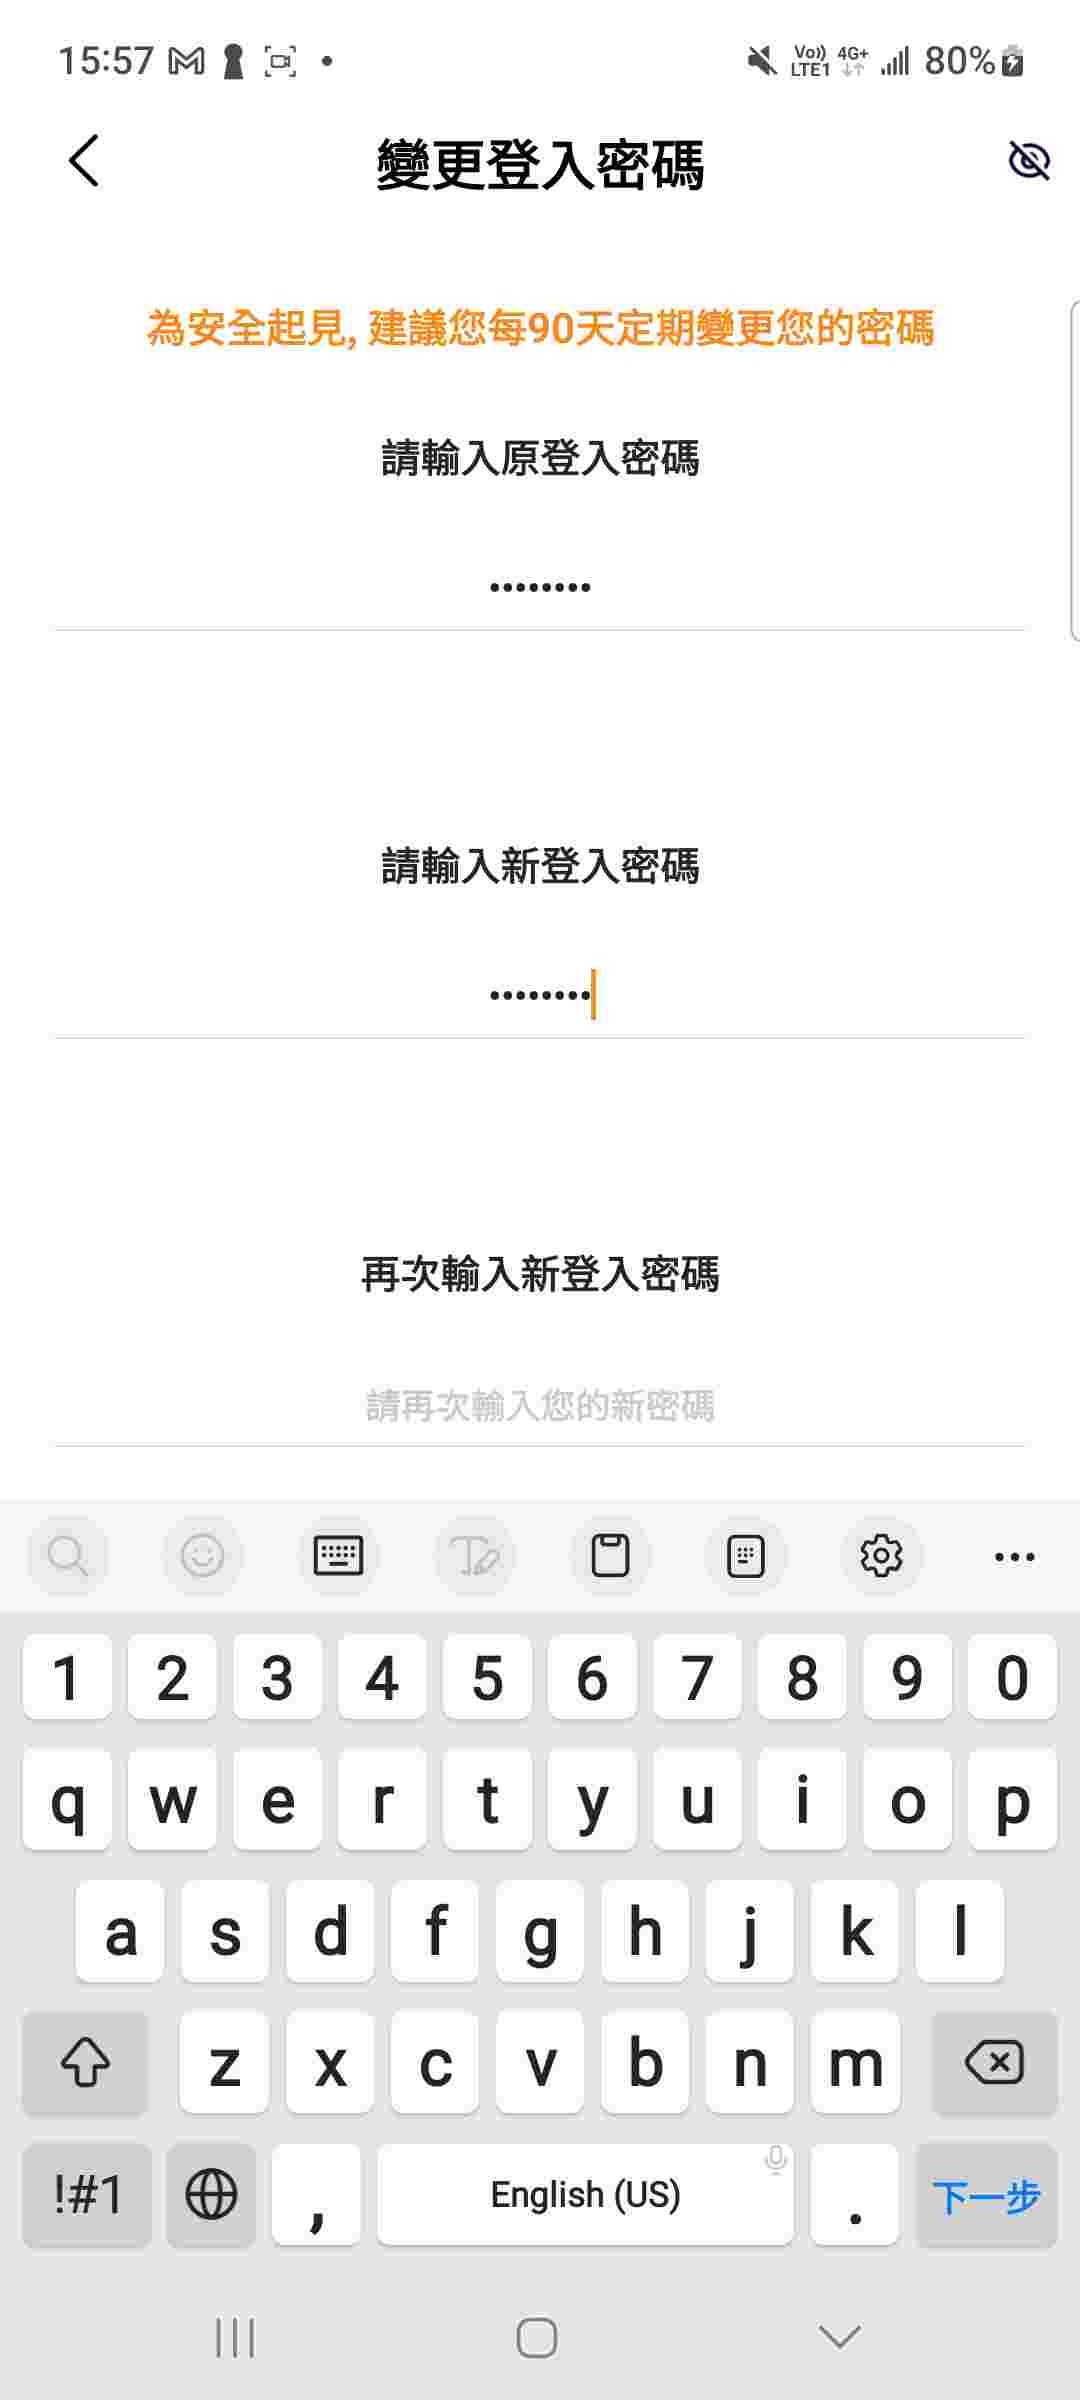 15:57 Vo)) LTE1 4G+ 80%
變更登入密碼
為安全起見, 建議您每90天定期變更您的密碼
請輸入原登入密碼
••••••••
請輸入新登入密碼
••••••••
再次輸入新登入密碼
請再次輸入您的新密碼
1 2 3 4 5 6 7 8 9 0
q w e r t y u i o p
a s d f g h j k l
z x c v b n m
!#1 , English (US) . 下一步